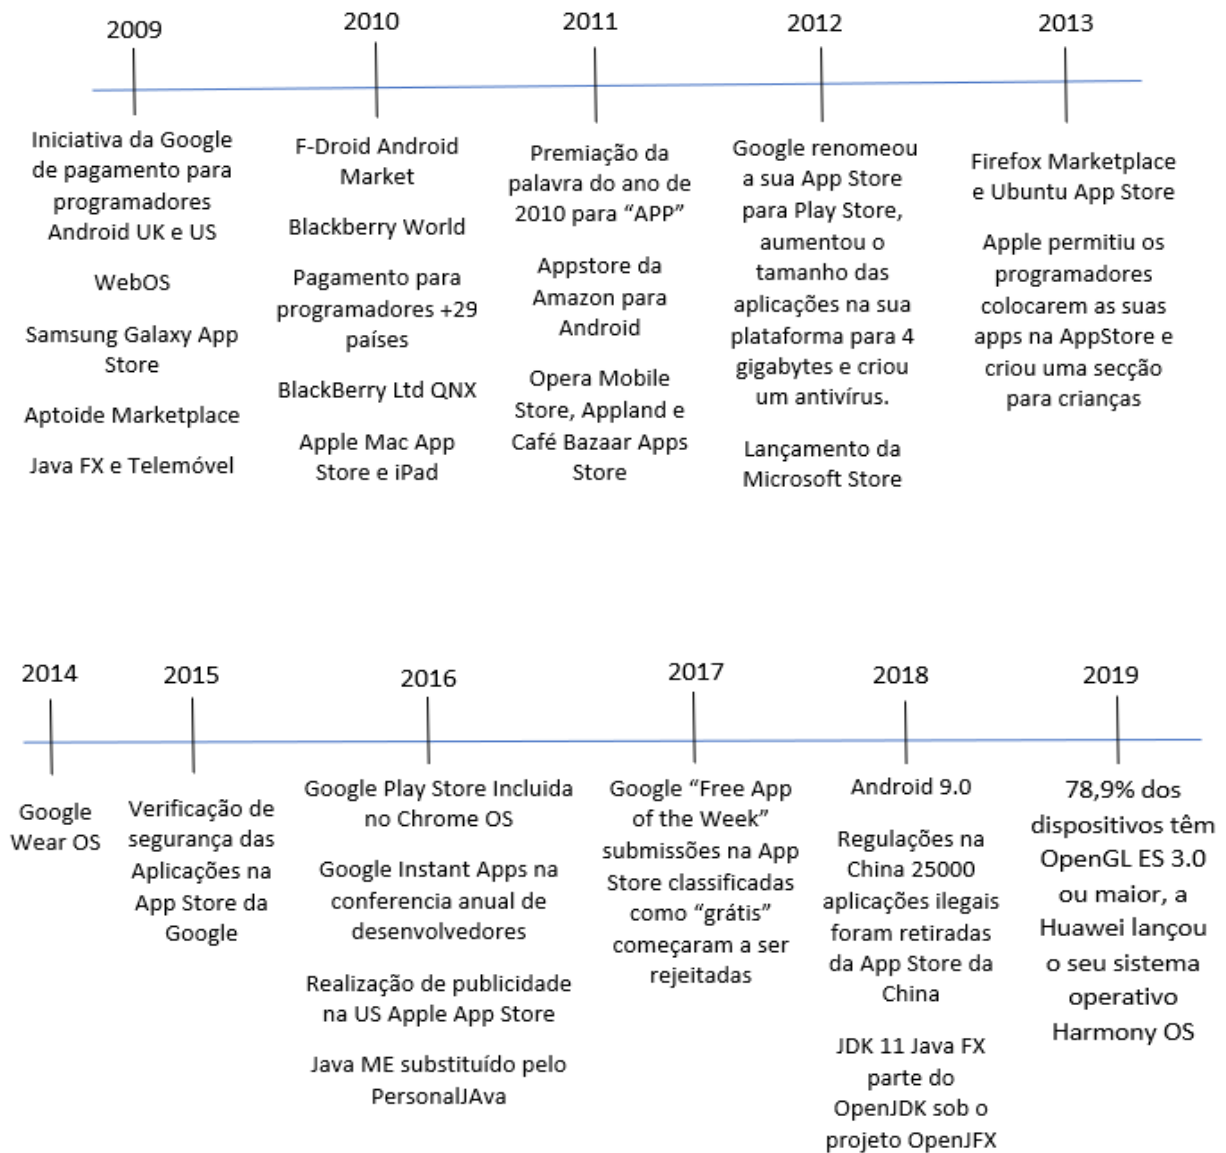 2009
Iniciativa da Google
de pagamento para
programadores
Android UK e US
WebOS
Samsung Galaxy App
Store
Aptoide Marketplace
Java FX e Telemóvel
2010
F-Droid Android
Market
Blackberry World
Pagamento para
programadores +29
países
BlackBerry Ltd QNX
Apple Mac App
Store e iPad
2011
Premiação da
palavra do ano de
2010 para “APP”
Appstore da
Amazon para
Android
Opera Mobile
Store, Appland e
Café Bazaar Apps
Store
2012
Google renomeou
a sua App Store
para Play Store,
aumentou o
tamanho das
aplicações na sua
plataforma para 4
gigabytes e criou
um antivírus.
Lançamento da
Microsoft Store
2013
Firefox Marketplace
e Ubuntu App Store
Apple permitiu os
programadores
colocarem as suas
apps na AppStore e
criou uma secção
para crianças
2014
Google
Wear OS
2015
Verificação de
segurança das
Aplicações na
App Store da
Google
2016
Google Play Store Incluida
no Chrome OS
Google Instant Apps na
conferencia anual de
desenvolvedores
Realização de publicidade
na US Apple App Store
Java ME substituído pelo
PersonalJAva
2017
Google “Free App
of the Week”
submissões na App
Store classificadas
como “grátis”
começaram a ser
rejeitadas
2018
Android 9.0
Regulações na
China 25000
aplicações ilegais
foram retiradas
da App Store da
China
JDK 11 Java FX
parte do
OpenJDK sob o
projeto OpenJFX
2019
78,9% dos
dispositivos têm
OpenGL ES 3.0
ou maior, a
Huawei lançou
o seu sistema
operativo
Harmony OS